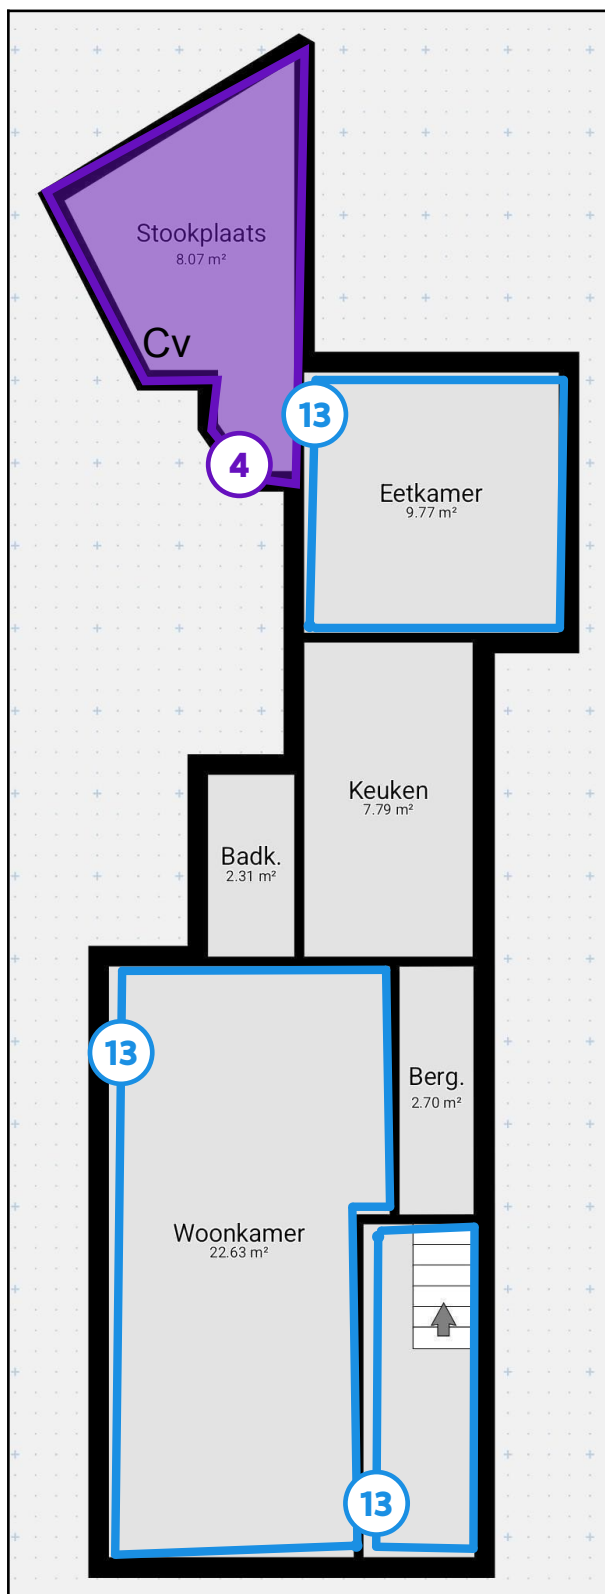 Stookplaats
8.07 m²
Cv
13
4
Eetkamer
9.77 m²
Keuken
7.79 m²
Badk.
2.31 m²
13
Berg.
2.70 m²
Woonkamer
22.63 m²
13